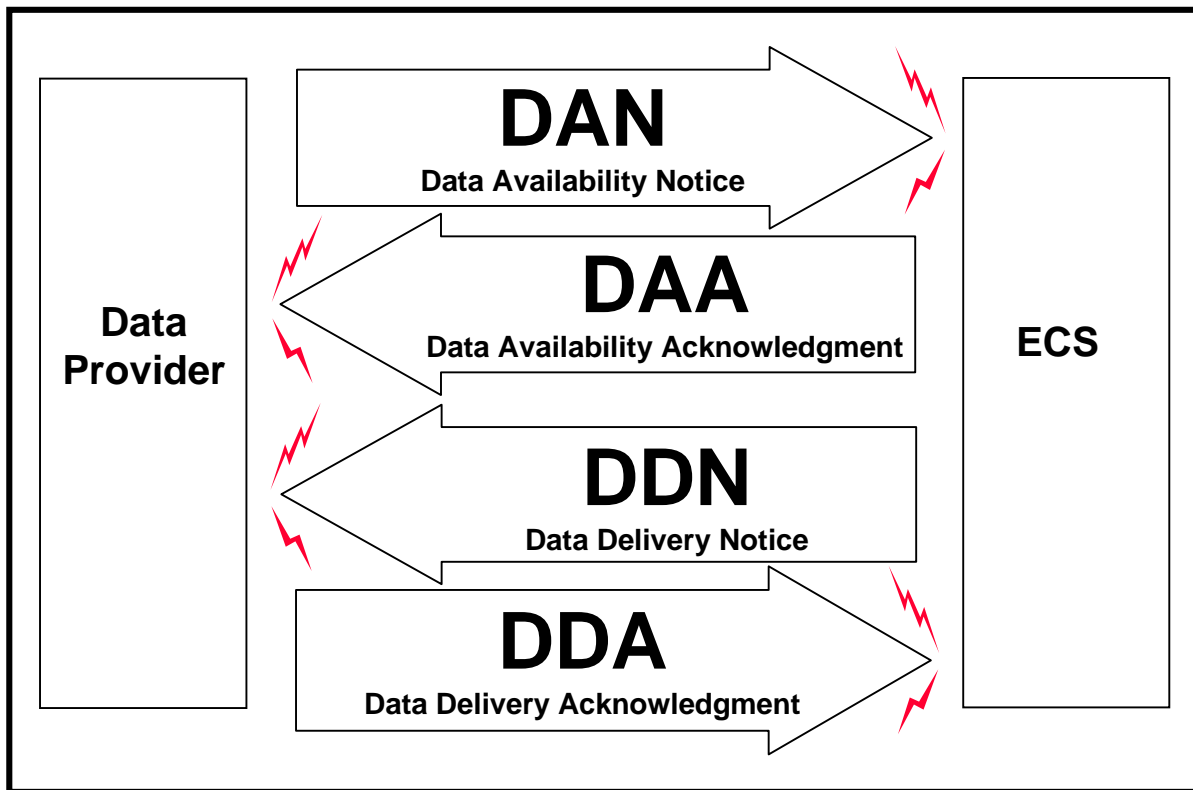 DAN
Data Availability Notice
DAA
Data Availability Acknowledgment
Data
Provider
ECS
DDN
Data Delivery Notice
DDA
Data Delivery Acknowledgment